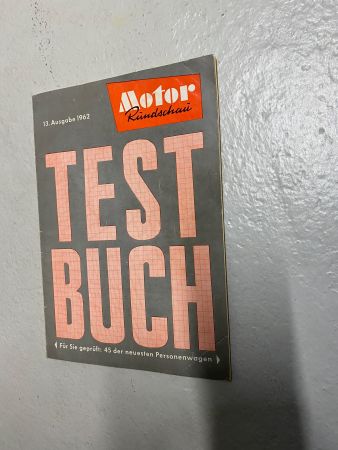 13. Ausgabe 1962
Motor
Rundschau
TEST
BUCH
Für Sie geprüft: 45 der neuesten Personenwagen